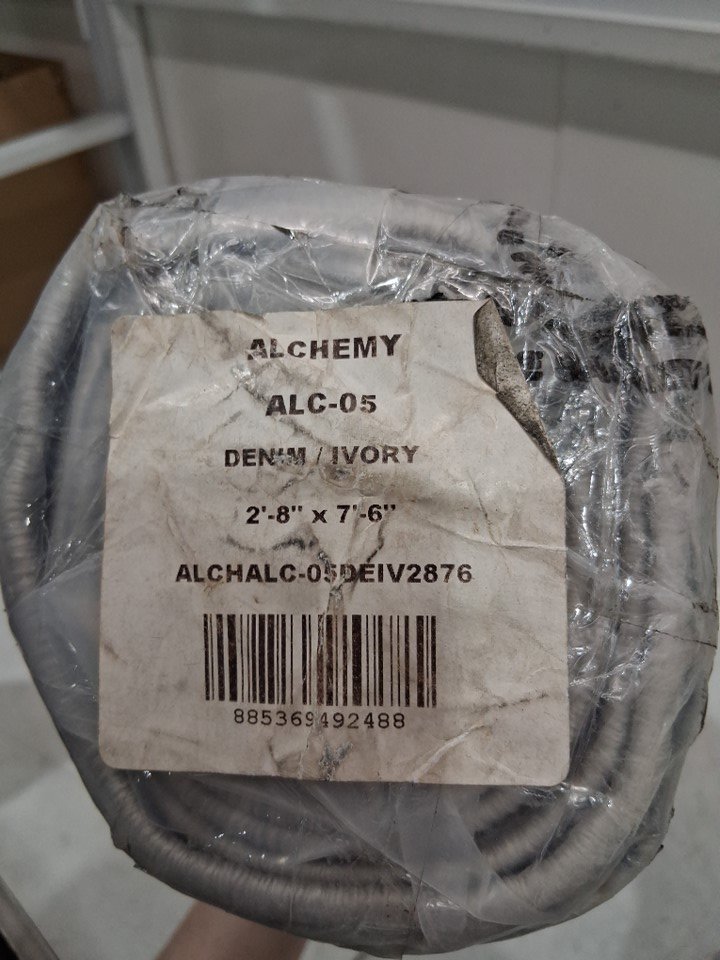 ALCHEMY
ALC-05
DENIM / IVORY
2'-8" x 7'-6"
ALCHALC-05DEIV2876
885369492488